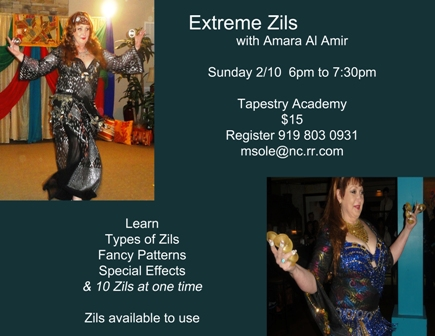 Extreme Zils
with Amara Al Amir
Sunday 2/10 6pm to 7:30pm
Tapestry Academy
$15
Register 919 803 0931
msole@nc.rr.com
Learn
Types of Zils
Fancy Patterns
Special Effects
& 10 Zils at one time
Zils available to use